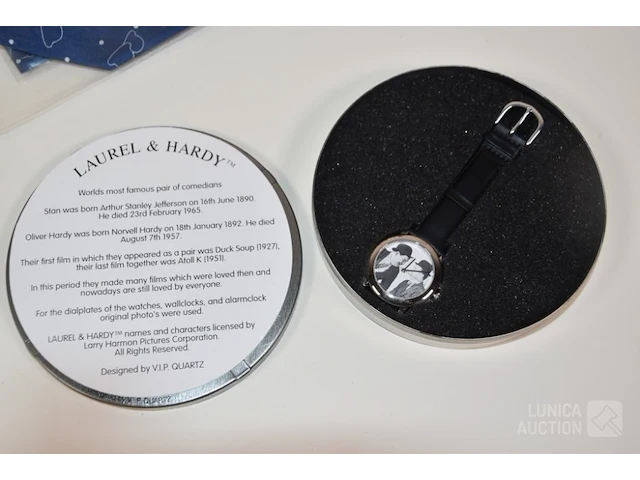 LAUREL & HARDY™
Worlds most famous pair of comedians
Stan was born Arthur Stanley Jefferson on 16th June 1890.
He died 23rd February 1965.
Oliver Hardy was born Norvell Hardy on 18th January 1892. He died
August 7th 1957.
Their first film in which they appeared as a pair was Duck Soup (1927),
their last film together was Atoll K (1951).
In this period they made many films which were loved then and
nowadays are still loved by everyone.
For the dialplates of the watches, wallclocks, and alarmclock
original photo's were used.
LAUREL & HARDY™ names and characters licensed by
Larry Harmon Pictures Corporation.
All Rights Reserved.
Designed by V.I.P. QUARTZ
LUNICA
AUCTION